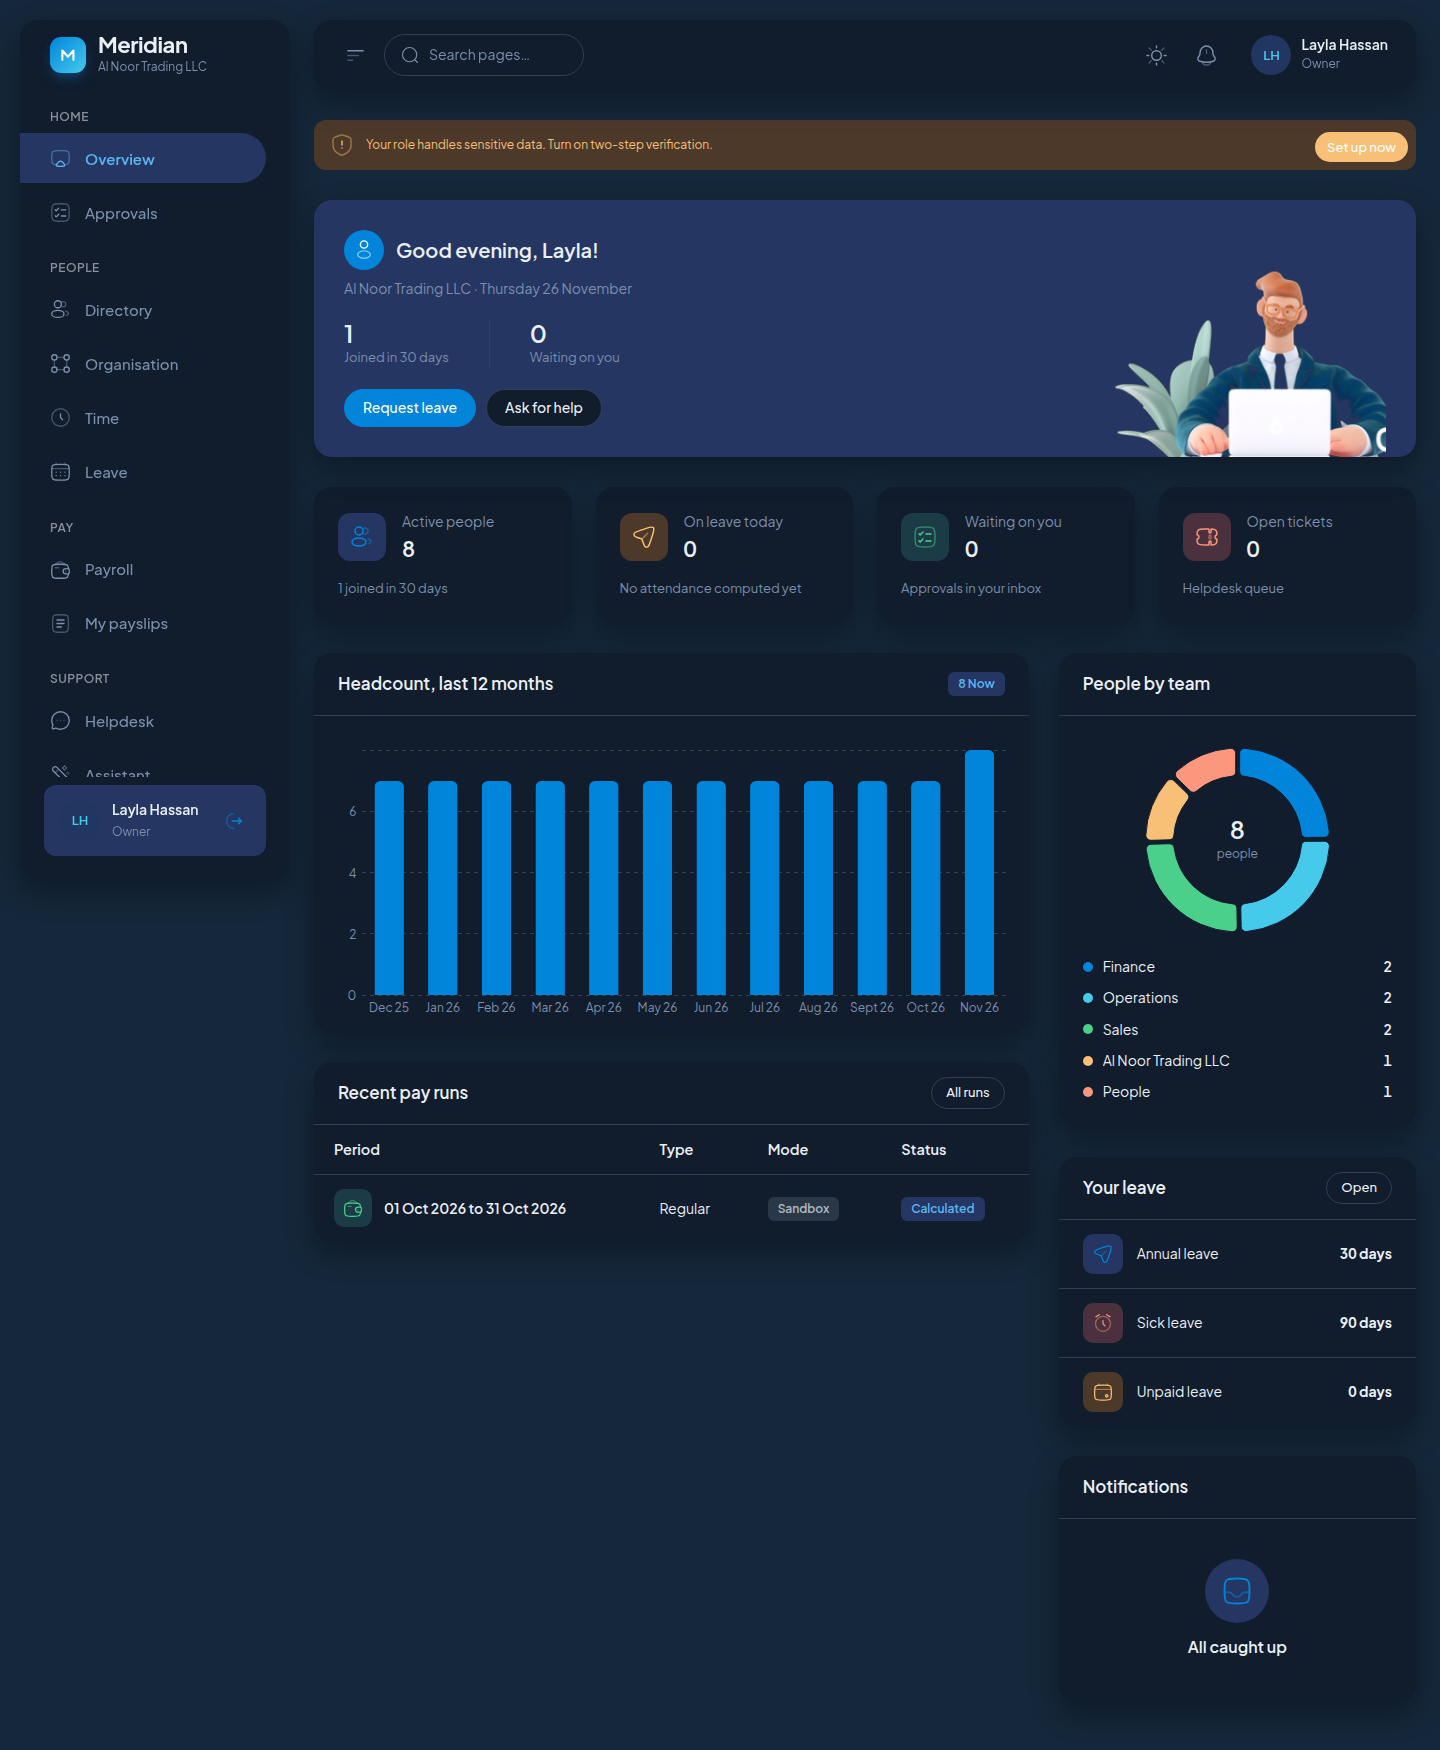 Meridian
Al Noor Trading LLC
HOME
Overview
Approvals
PEOPLE
Directory
Organisation
Time
Leave
PAY
Payroll
My payslips
SUPPORT
Helpdesk
Assistant
LH
Layla Hassan
Owner
Search pages...
LH
Layla Hassan
Owner
Your role handles sensitive data. Turn on two-step verification.
Set up now
Good evening, Layla!
Al Noor Trading LLC · Thursday 26 November
1
Joined in 30 days
0
Waiting on you
Request leave
Ask for help
Active people
8
1 joined in 30 days
On leave today
0
No attendance computed yet
Waiting on you
0
Approvals in your inbox
Open tickets
0
Helpdesk queue
Headcount, last 12 months
8 Now
6
4
2
0
Dec 25 Jan 26 Feb 26 Mar 26 Apr 26 May 26 Jun 26 Jul 26 Aug 26 Sept 26 Oct 26 Nov 26
People by team
8
people
Finance 2
Operations 2
Sales 2
Al Noor Trading LLC 1
People 1
Recent pay runs
All runs
Period Type Mode Status
01 Oct 2026 to 31 Oct 2026 Regular Sandbox Calculated
Your leave
Open
Annual leave 30 days
Sick leave 90 days
Unpaid leave 0 days
Notifications
All caught up